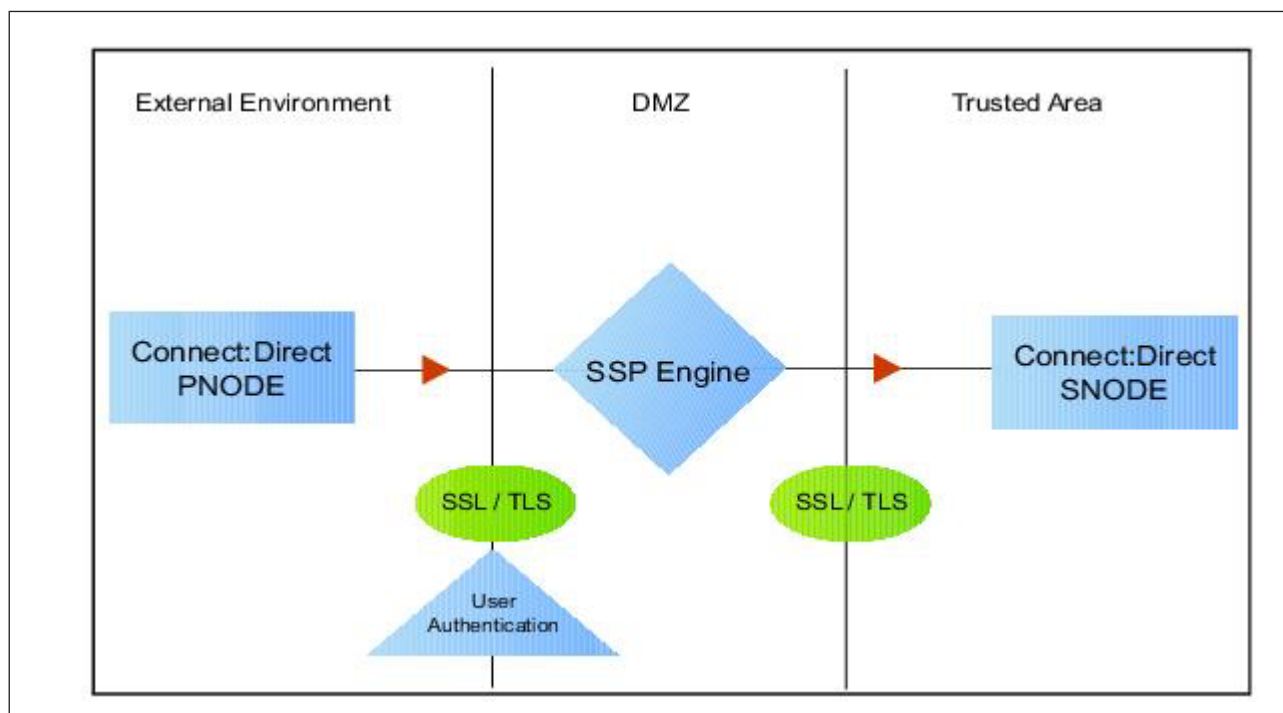 External Environment
DMZ
Trusted Area
Connect:Direct
PNODE
SSP Engine
Connect:Direct
SNODE
SSL / TLS
SSL / TLS
User
Authentication